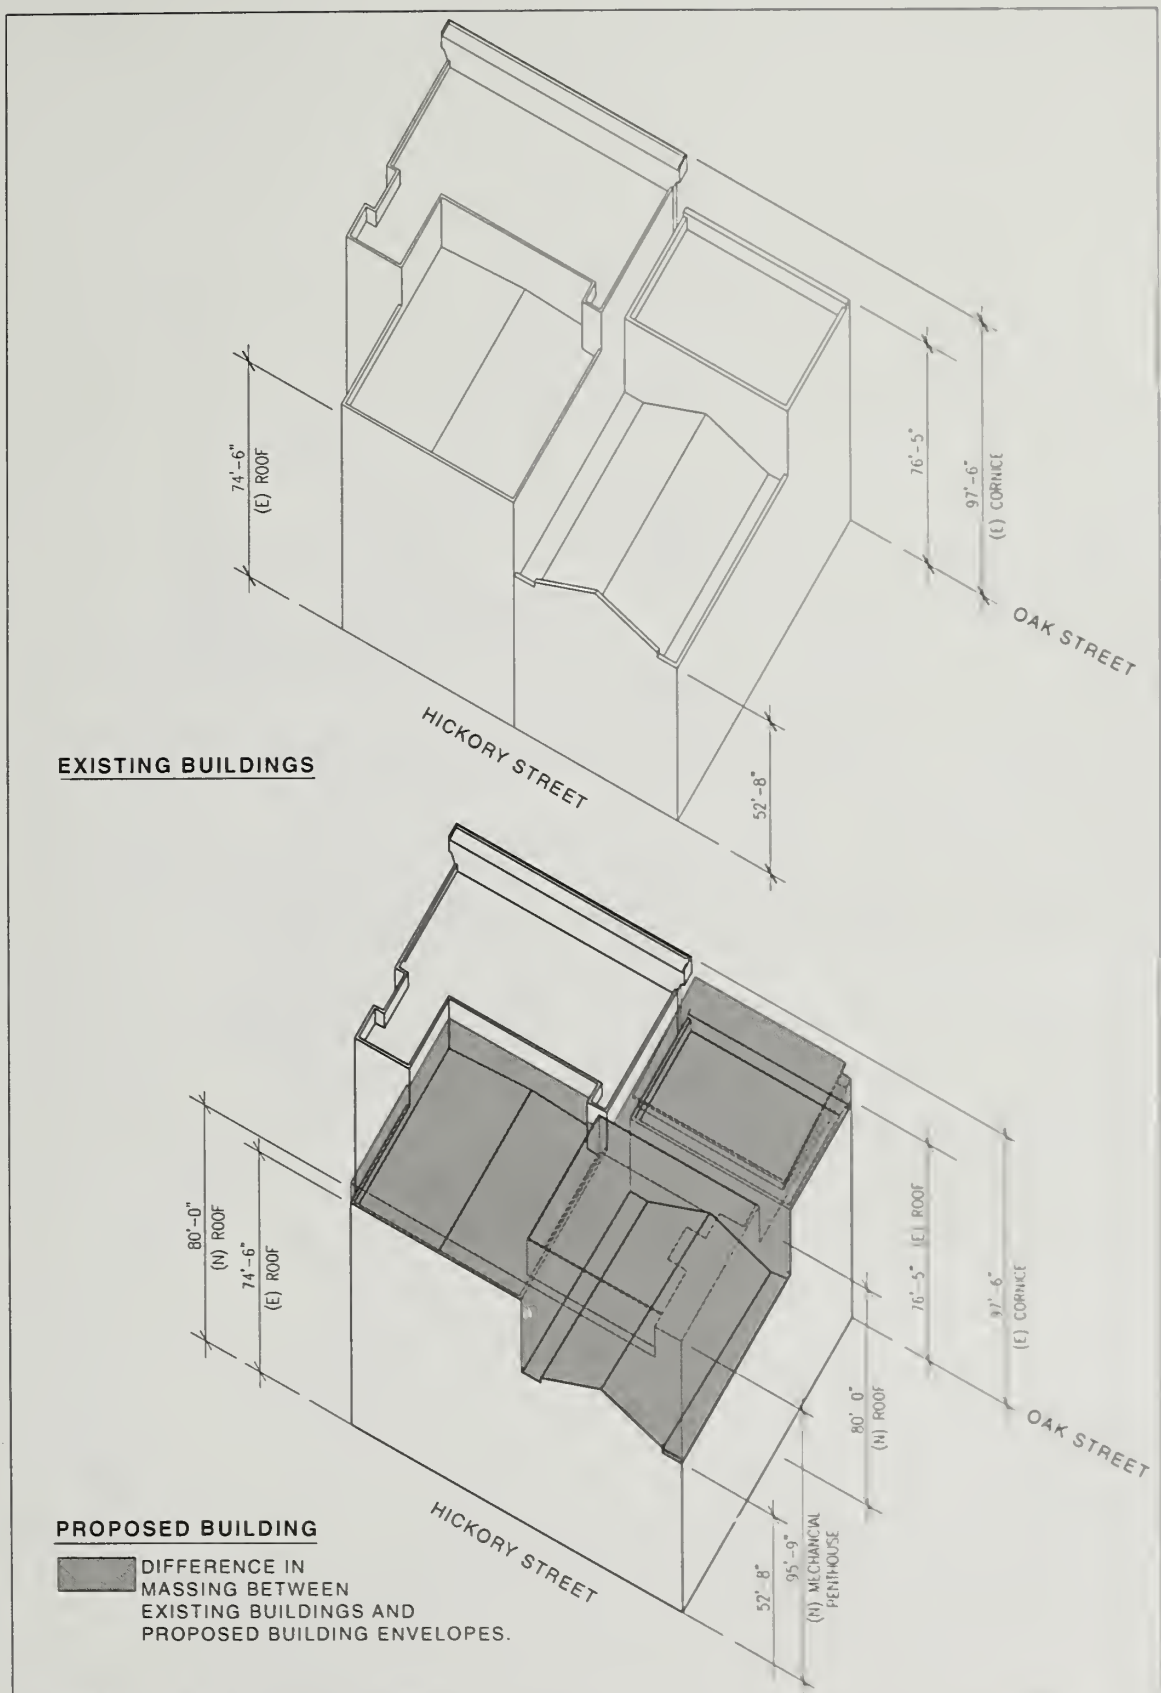 74'-6"
(E) ROOF
76'-5"
97'-6"
(E) CORNICE
OAK STREET
HICKORY STREET
52'-8"
EXISTING BUILDINGS
80'-0"
(N) ROOF
74'-6"
(E) ROOF
76'-5" (E) ROOF
97'-6"
(E) CORNICE
80' 0"
(N) ROOF
OAK STREET
HICKORY STREET
52'-8"
95'-9"
(N) MECHANCIAL
PENTHOUSE
PROPOSED BUILDING
DIFFERENCE IN
MASSING BETWEEN
EXISTING BUILDINGS AND
PROPOSED BUILDING ENVELOPES.